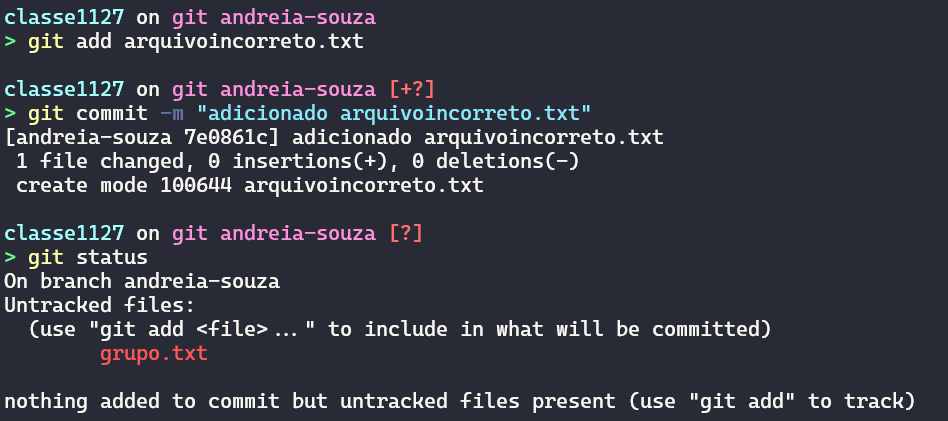 classe1127 on git andreia-souza
> git add arquivoincorreto.txt
classe1127 on git andreia-souza [+?]
> git commit -m "adicionado arquivoincorreto.txt"
[andreia-souza 7e0861c] adicionado arquivoincorreto.txt
1 file changed, 0 insertions(+), 0 deletions(-)
create mode 100644 arquivoincorreto.txt
classe1127 on git andreia-souza [?]
> git status
On branch andreia-souza
Untracked files:
(use "git add <file>..." to include in what will be committed)
grupo.txt
nothing added to commit but untracked files present (use "git add" to track)